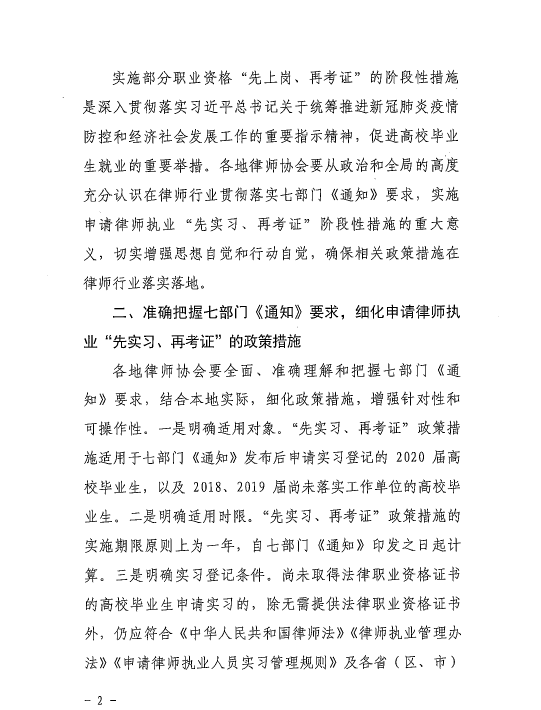 实施部分职业资格“先上岗、再考证”的阶段性措施
是深入贯彻落实习近平总书记关于统筹推进新冠肺炎疫情
防控和经济社会发展工作的重要指示精神，促进高校毕业
生就业的重要举措。各地律师协会要从政治和全局的高度
充分认识在律师行业贯彻落实七部门《通知》要求，实施
申请律师执业“先实习、再考证”阶段性措施的重大意
义，切实增强思想自觉和行动自觉，确保相关政策措施在
律师行业落实落地。
二、准确把握七部门《通知》要求，细化申请律师执
业“先实习、再考证”的政策措施
各地律师协会要全面、准确理解和把握七部门《通
知》要求，结合本地实际，细化政策措施，增强针对性和
可操作性。一是明确适用对象。“先实习、再考证”政策措
施适用于七部门《通知》发布后申请实习登记的 2020 届高
校毕业生，以及 2018、2019 届尚未落实工作单位的高校毕
业生。二是明确适用时限。“先实习、再考证”政策措施的
实施期限原则上为一年，自七部门《通知》印发之日起计
算。三是明确实习登记条件。尚未取得法律职业资格证书
的高校毕业生申请实习的，除无需提供法律职业资格证书
外，仍应符合《中华人民共和国律师法》《律师执业管理办
法》《申请律师执业人员实习管理规则》及各省（区、市）
- 2 -